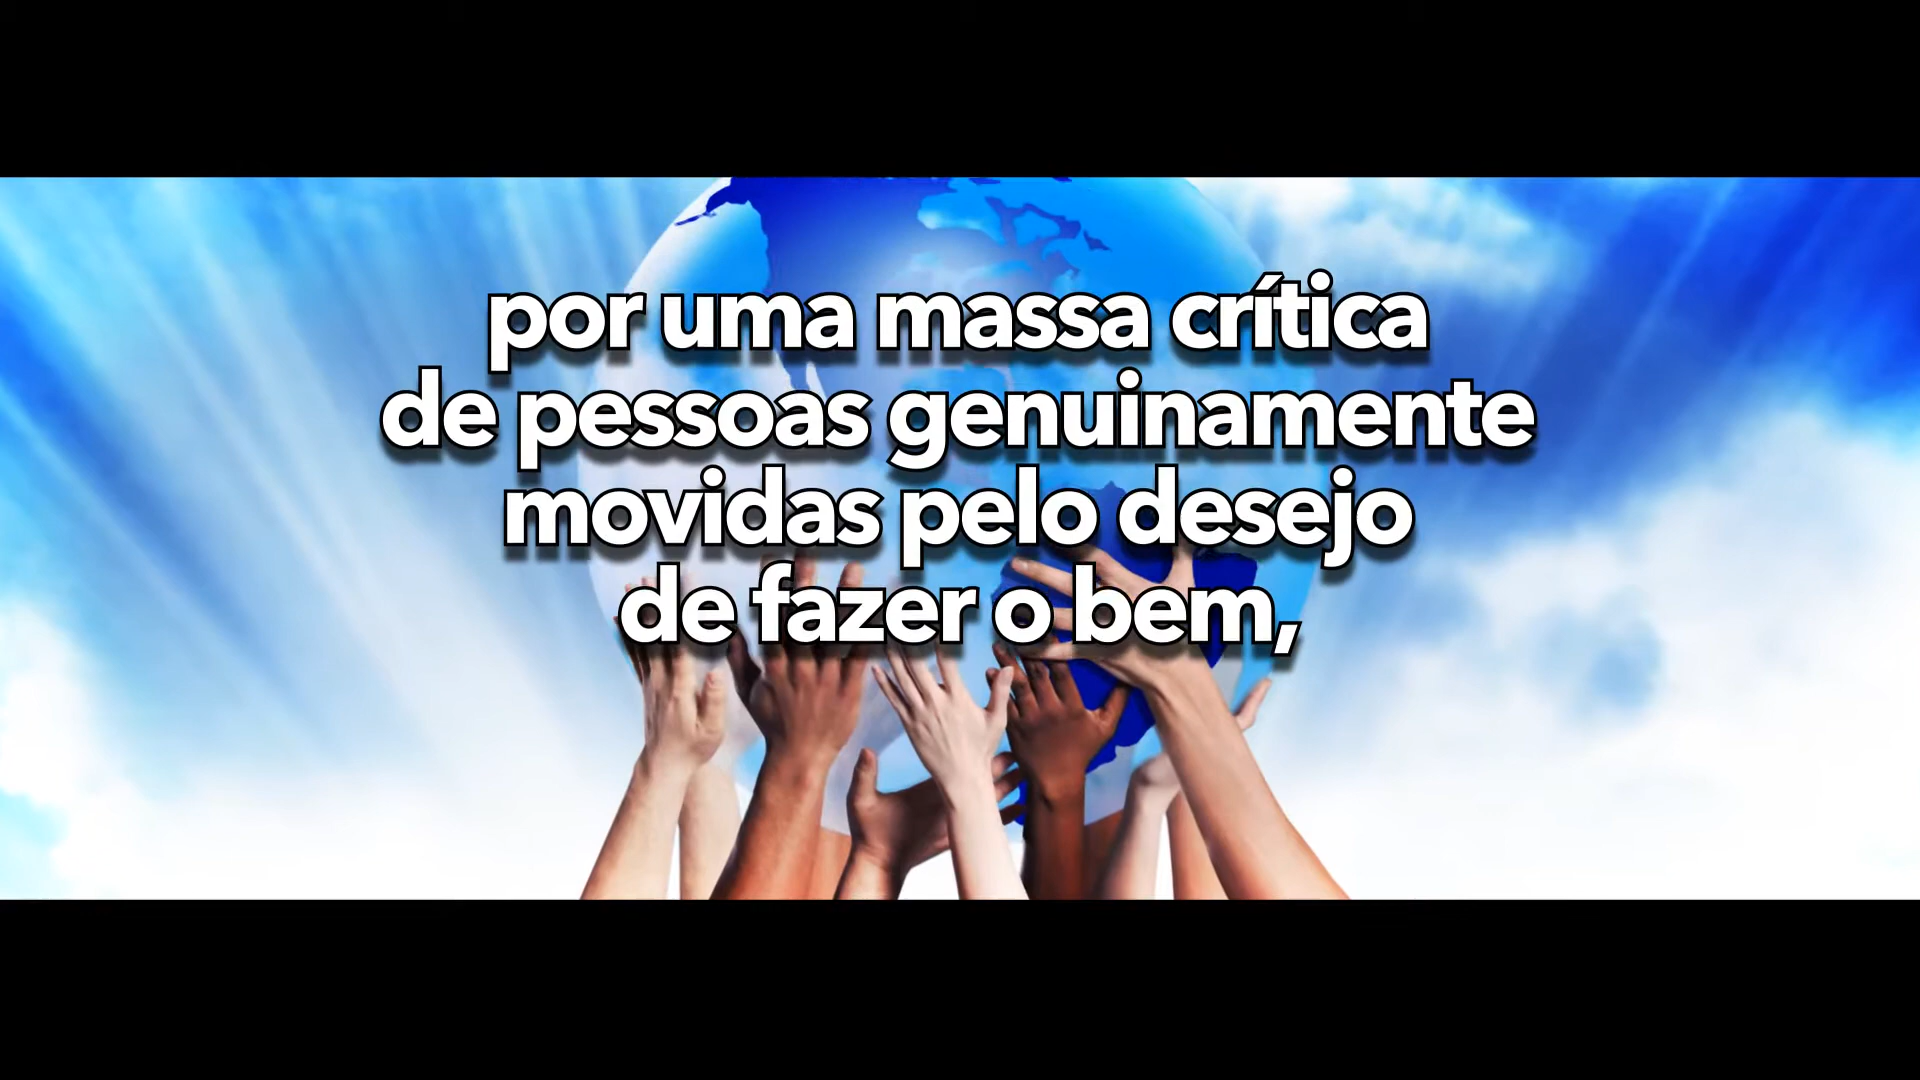 por uma massa crítica
de pessoas genuinamente
movidas pelo desejo
de fazer o bem,